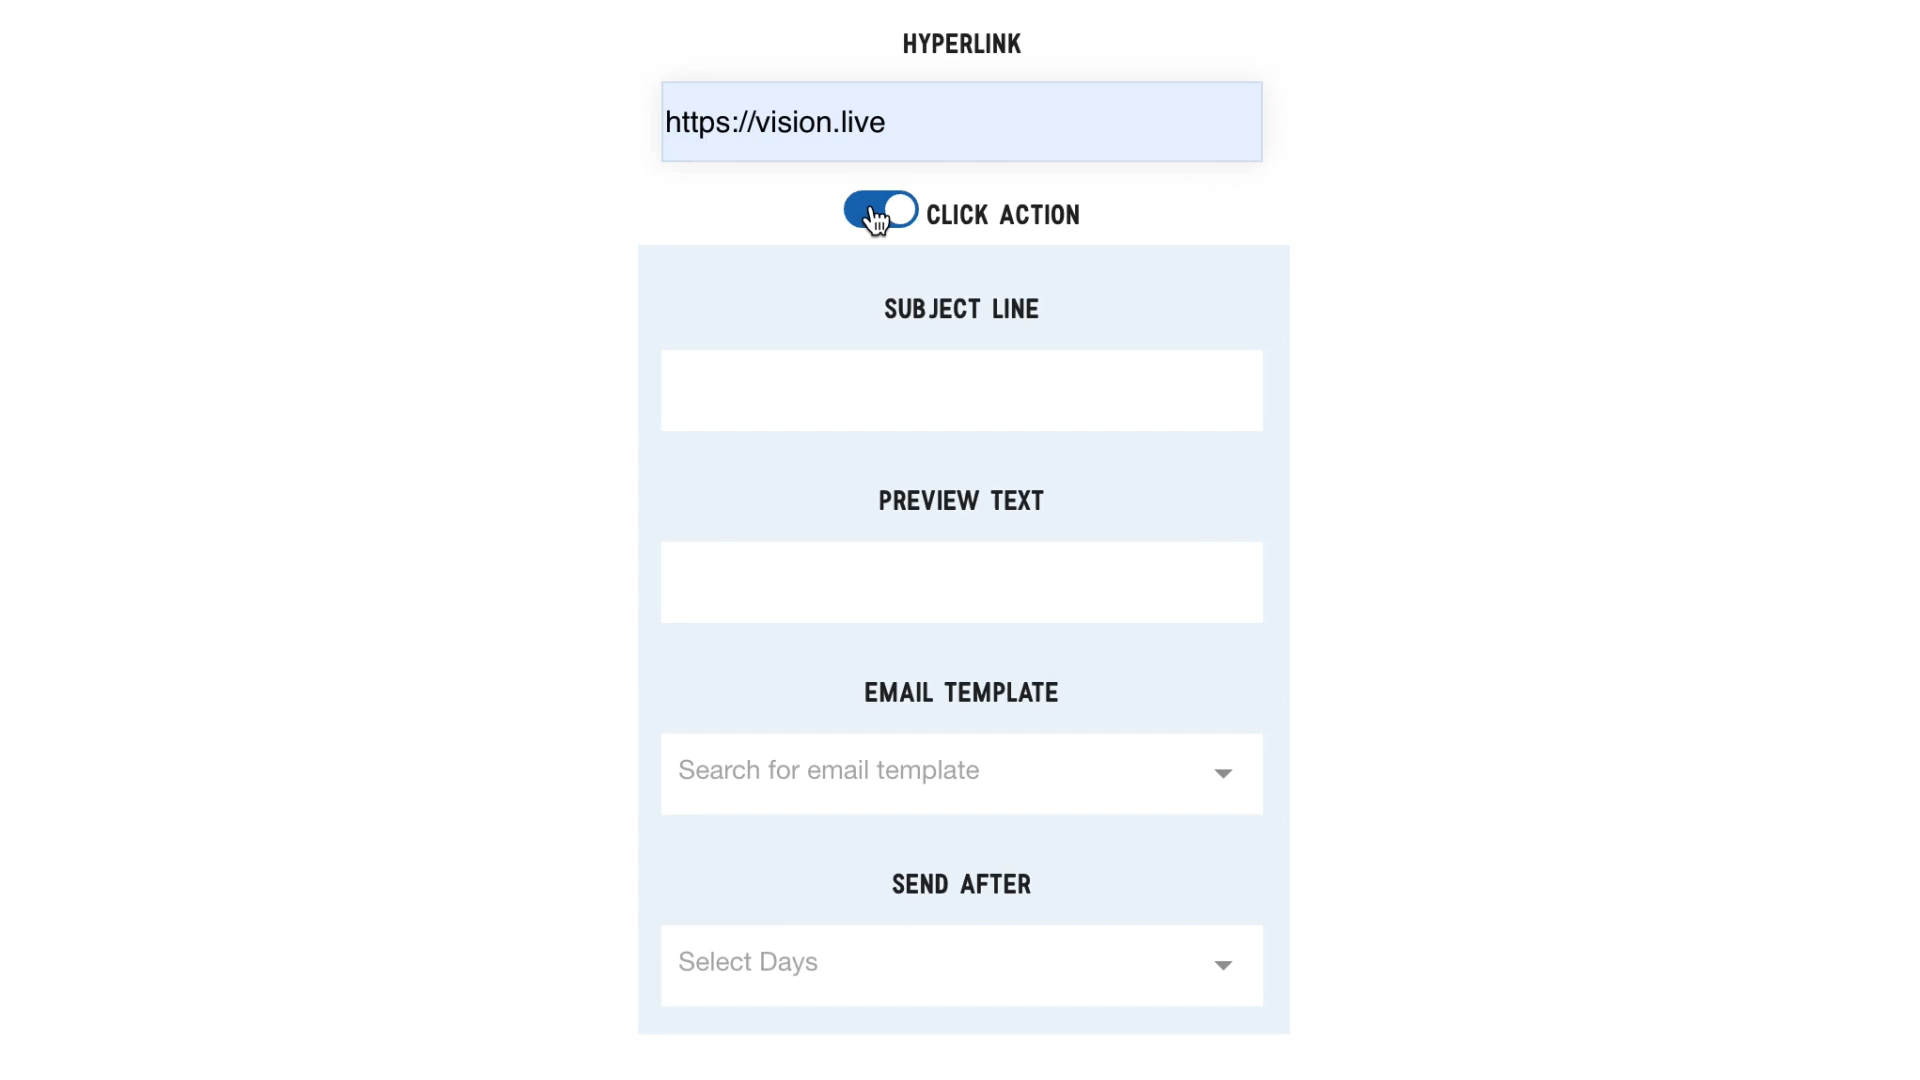 HYPERLINK
https://vision.live
CLICK ACTION
SUBJECT LINE
PREVIEW TEXT
EMAIL TEMPLATE
Search for email template
SEND AFTER
Select Days